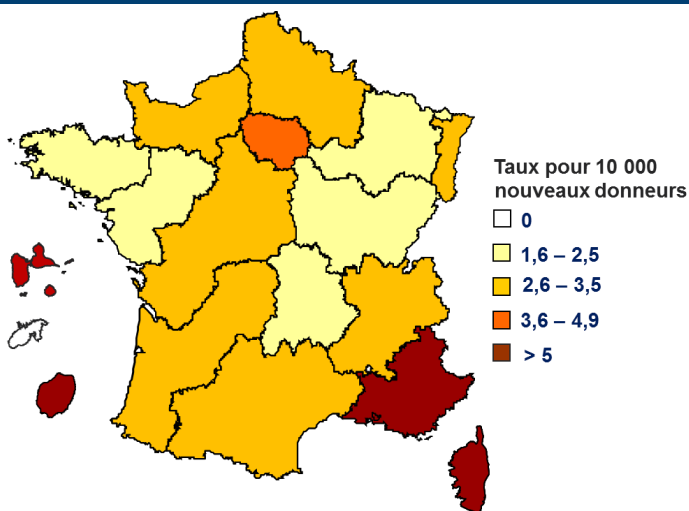 Taux pour 10 000
nouveaux donneurs
0
1,6 – 2,5
2,6 – 3,5
3,6 – 4,9
> 5